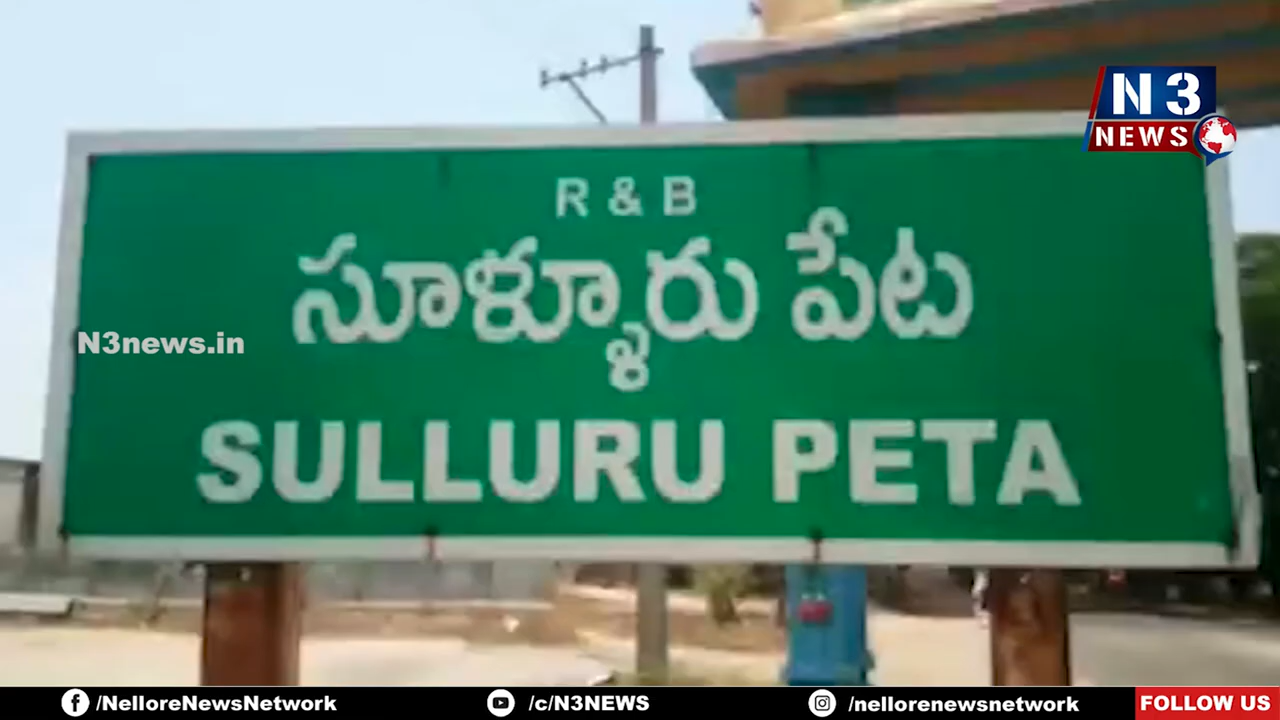 N3
NEWS
R & B
సూళ్ళూరు పేట
N3news.in
SULLURU PETA
/NelloreNewsNetwork
/c/N3NEWS
/nellorenewsnetwork
FOLLOW US